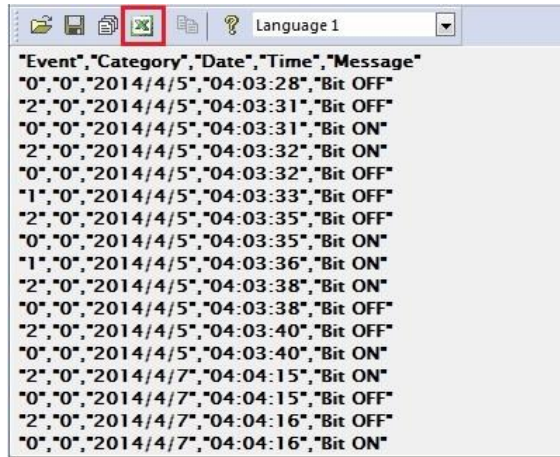 Language 1
"Event","Category","Date","Time","Message"
"0","0","2014/4/5","04:03:28","Bit OFF"
"2","0","2014/4/5","04:03:31","Bit OFF"
"0","0","2014/4/5","04:03:31","Bit ON"
"2","0","2014/4/5","04:03:32","Bit ON"
"0","0","2014/4/5","04:03:32","Bit OFF"
"1","0","2014/4/5","04:03:33","Bit OFF"
"2","0","2014/4/5","04:03:35","Bit OFF"
"0","0","2014/4/5","04:03:35","Bit ON"
"1","0","2014/4/5","04:03:36","Bit ON"
"2","0","2014/4/5","04:03:38","Bit ON"
"0","0","2014/4/5","04:03:38","Bit OFF"
"2","0","2014/4/5","04:03:40","Bit OFF"
"0","0","2014/4/5","04:03:40","Bit ON"
"2","0","2014/4/7","04:04:15","Bit ON"
"0","0","2014/4/7","04:04:15","Bit OFF"
"2","0","2014/4/7","04:04:16","Bit OFF"
"0","0","2014/4/7","04:04:16","Bit ON"